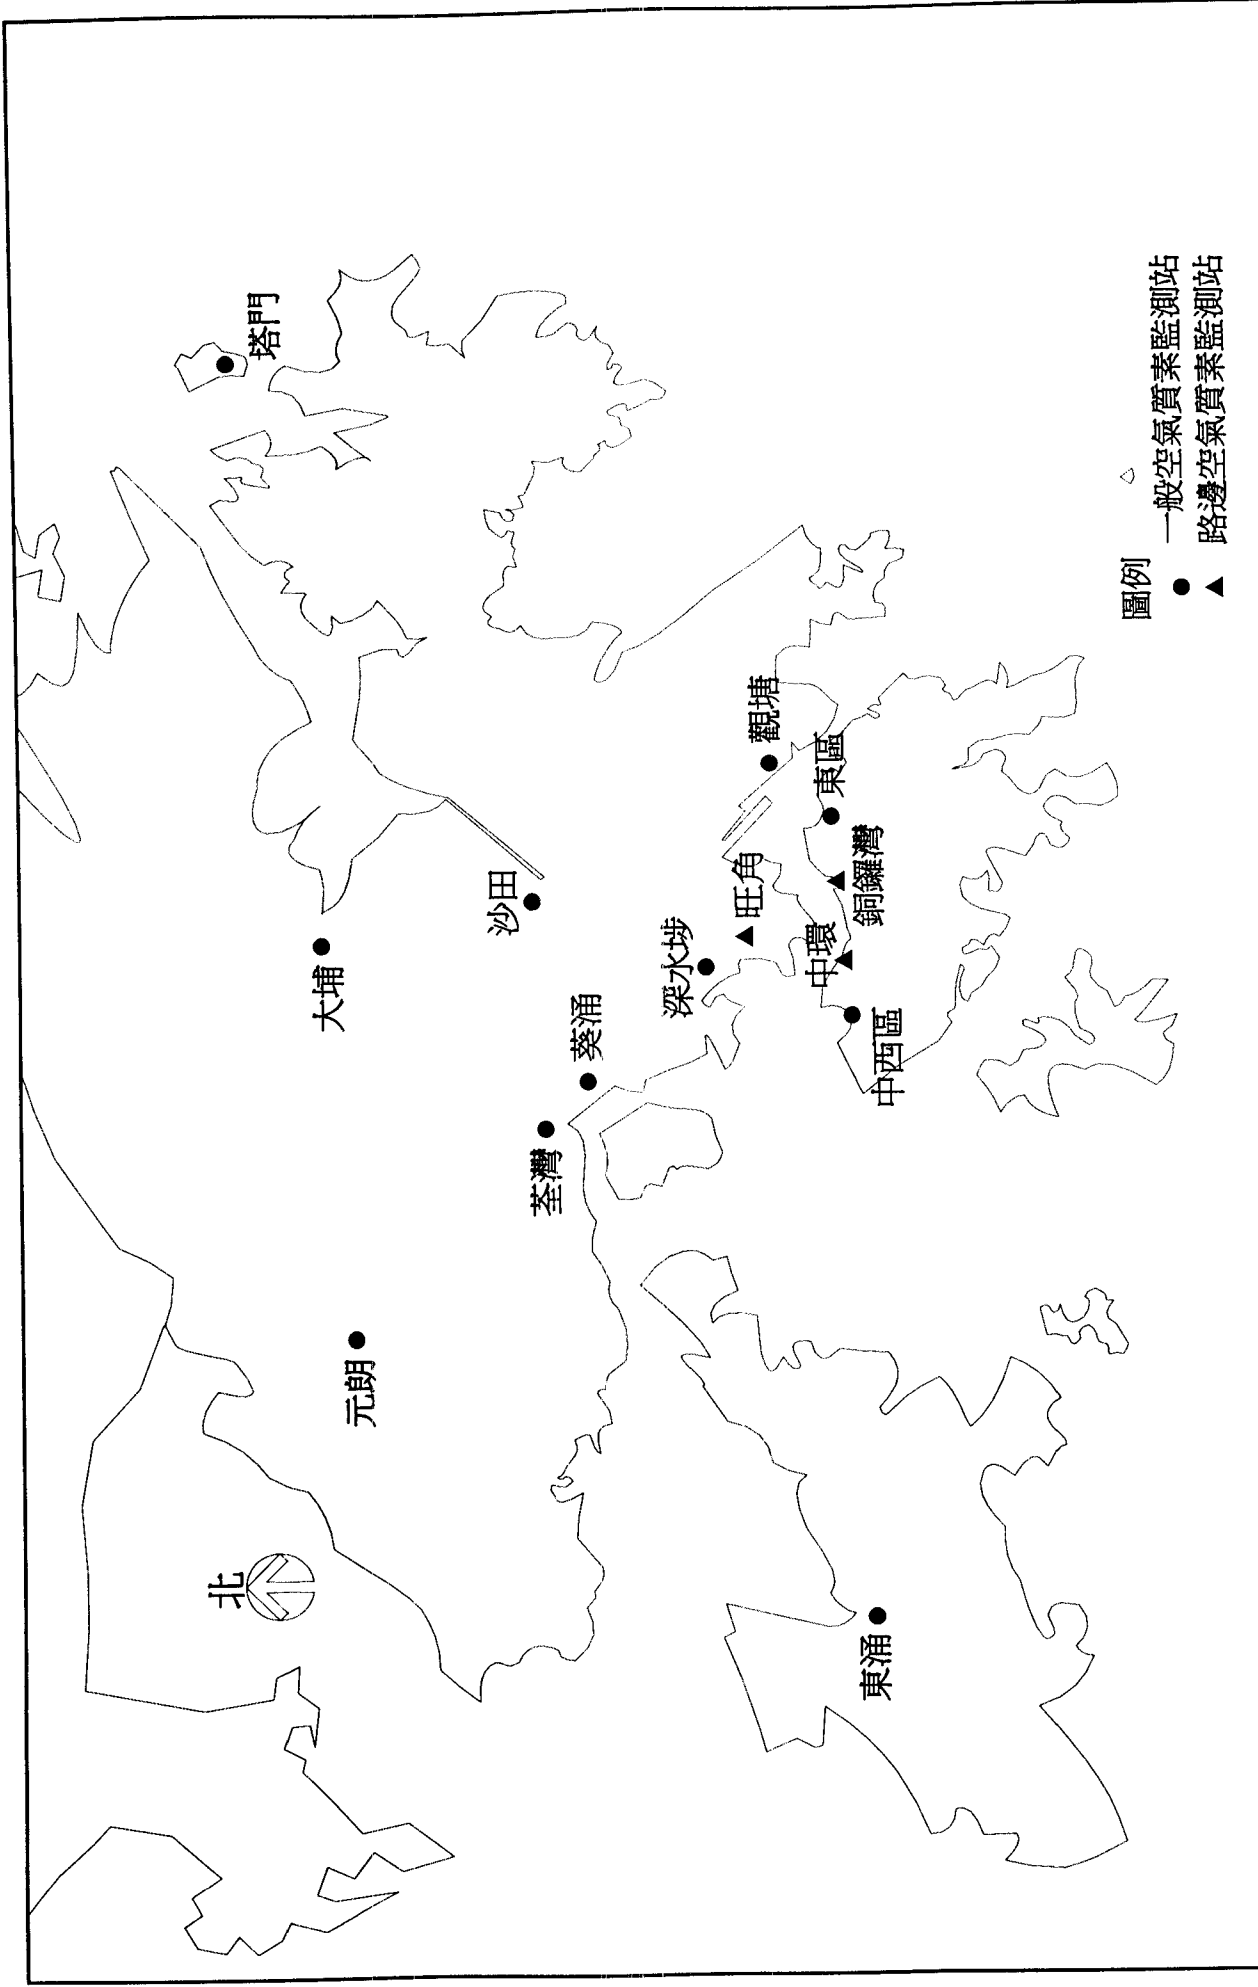 北
塔門
大埔
元朗
沙田
葵涌
荃灣
深水埗
旺角
觀塘
東區
銅鑼灣
中環
中西區
東涌
圖例
一般空氣質素監測站
路邊空氣質素監測站